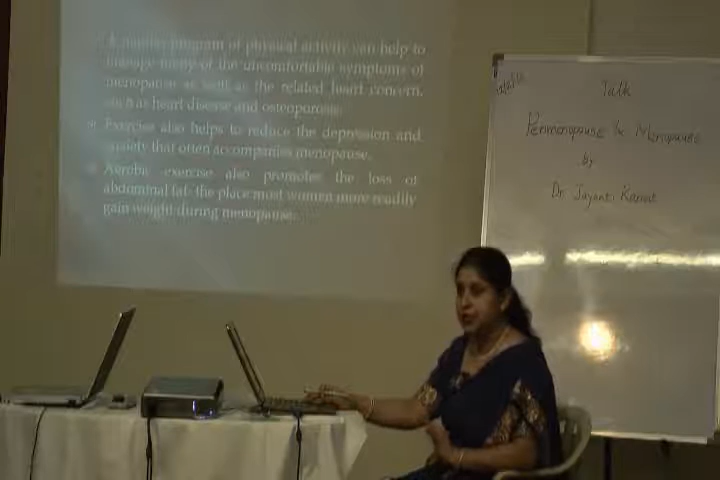 A regular program of physical activity can help to
manage many of the uncomfortable symptoms of
menopause as well as the related heart concern,
such as heart disease and osteoporosis.
Exercise also helps to reduce the depression and
anxiety that often accompanies menopause.
Aerobic exercise also promotes the loss of
abdominal fat- the place most women more readily
gain weight during menopause.
Talk
Perimenopause & Menopause
by
Dr Jayanti Kamat